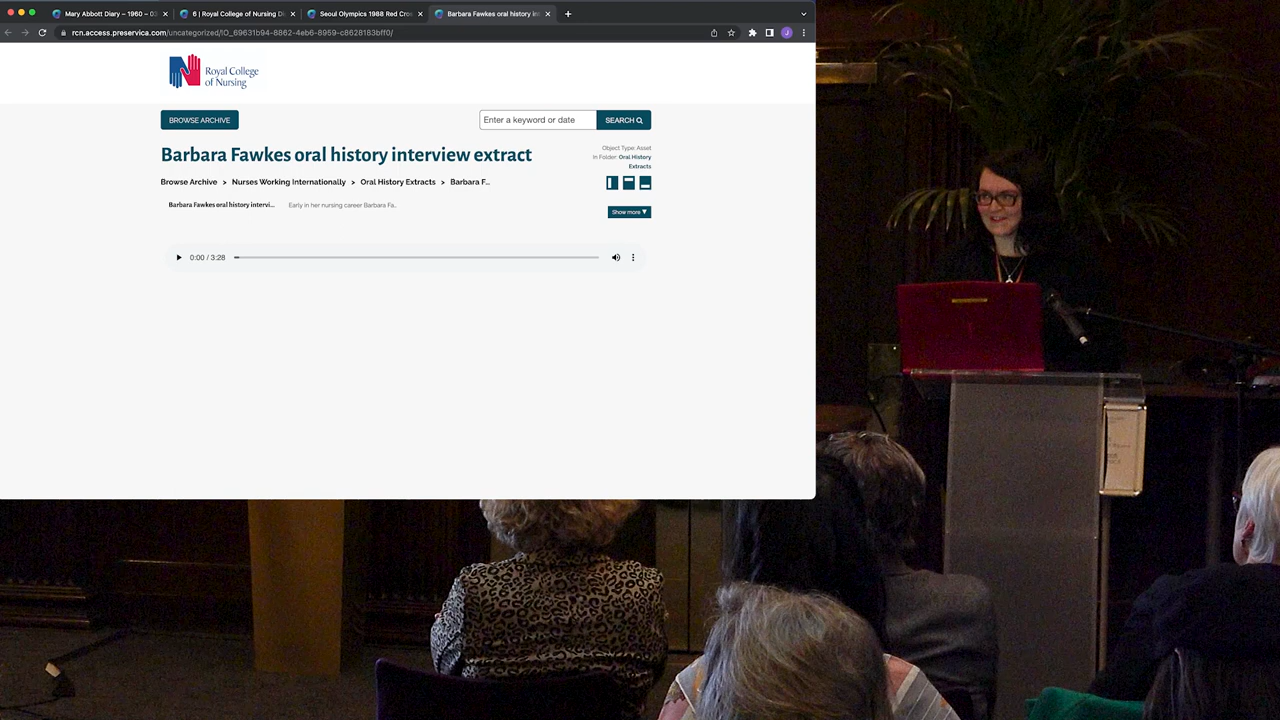 Mary Abbott Diary – 1960 – 03
6 | Royal College of Nursing Di
Seoul Olympics 1988 Red Cros
Barbara Fawkes oral history int
rcn.access.preservica.com/uncategorized/IO_69631b94-8862-4eb6-8959-c8628183bff0/
J
Royal College
of Nursing
BROWSE ARCHIVE
Enter a keyword or date
SEARCH
Barbara Fawkes oral history interview extract
Object Type: Asset
In Folder: Oral History
Extracts
Browse Archive > Nurses Working Internationally > Oral History Extracts > Barbara F...
Barbara Fawkes oral history intervi...
Early in her nursing career Barbara Fa..
Show more ▼
0:00 / 3:28